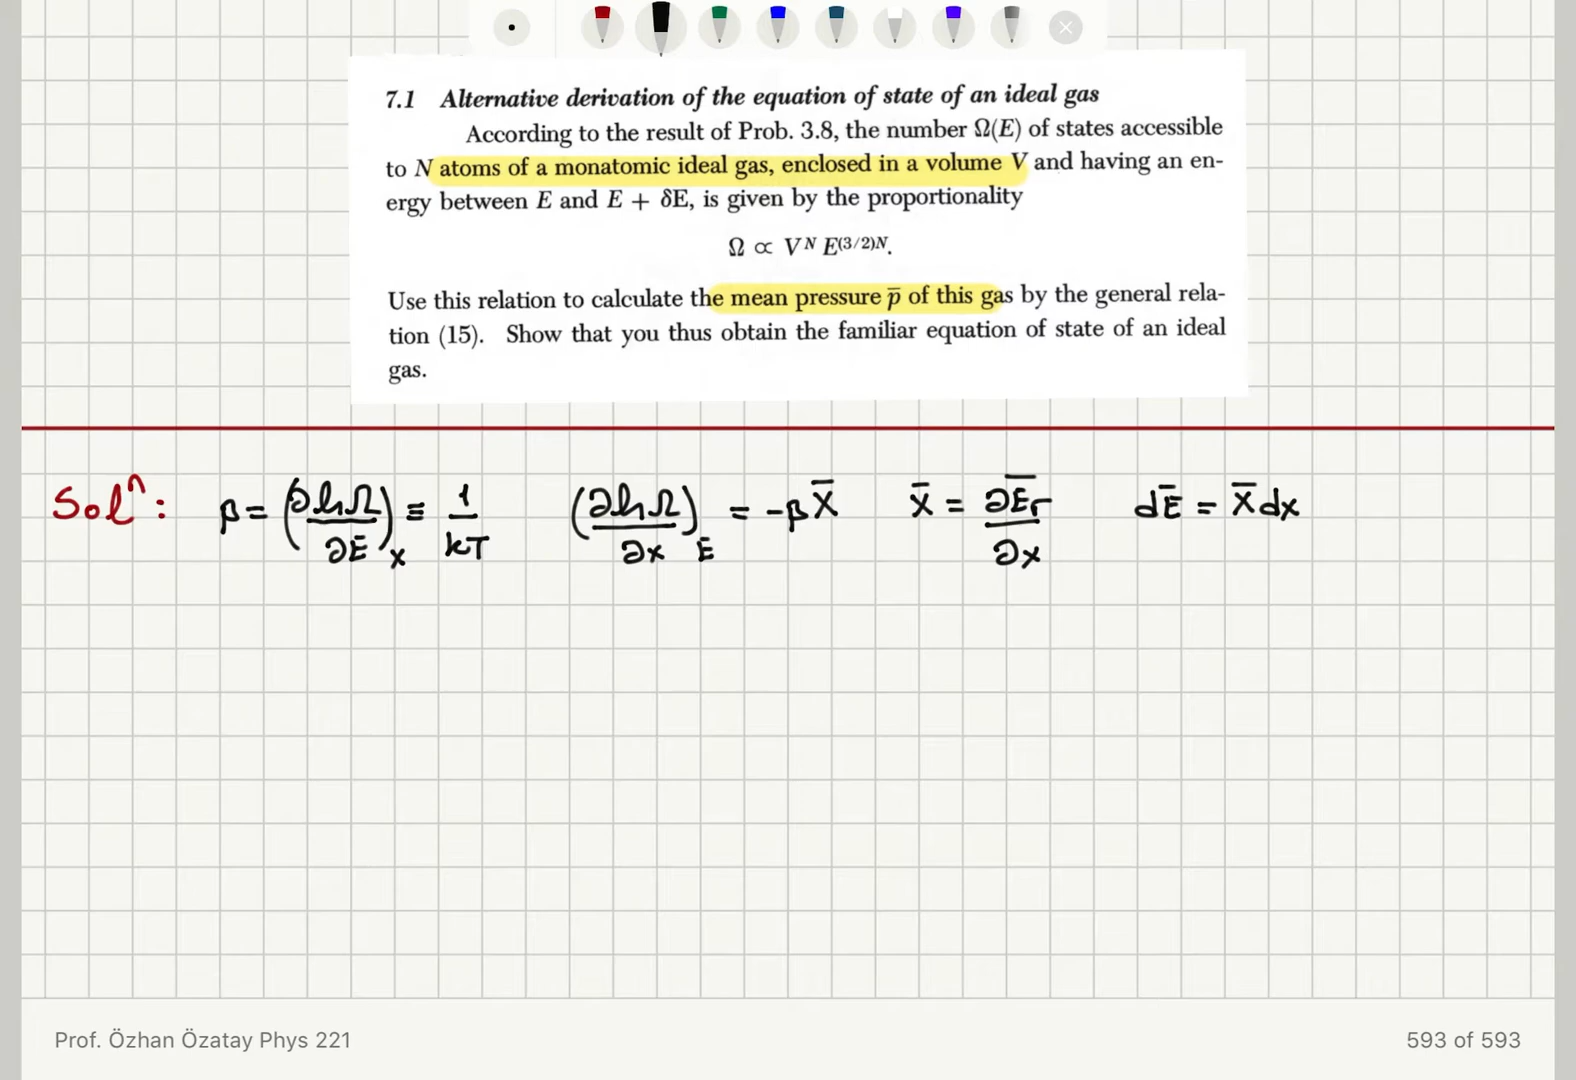 7.1 Alternative derivation of the equation of state of an ideal gas
According to the result of Prob. 3.8, the number Ω(E) of states accessible
to N atoms of a monatomic ideal gas, enclosed in a volume V and having an en-
ergy between E and E + δE, is given by the proportionality
Ω ∝ V^N E^{(3/2)N}.
Use this relation to calculate the mean pressure p̅ of this gas by the general rela-
tion (15). Show that you thus obtain the familiar equation of state of an ideal
gas.
Solⁿ: β = (∂lnΩ/∂E)_x ≡ 1/kT (∂lnΩ/∂x)_E = -βX̅ X̅ = ∂E̅r/∂x dE̅ = X̅dx
Prof. Özhan Özatay Phys 221 593 of 593